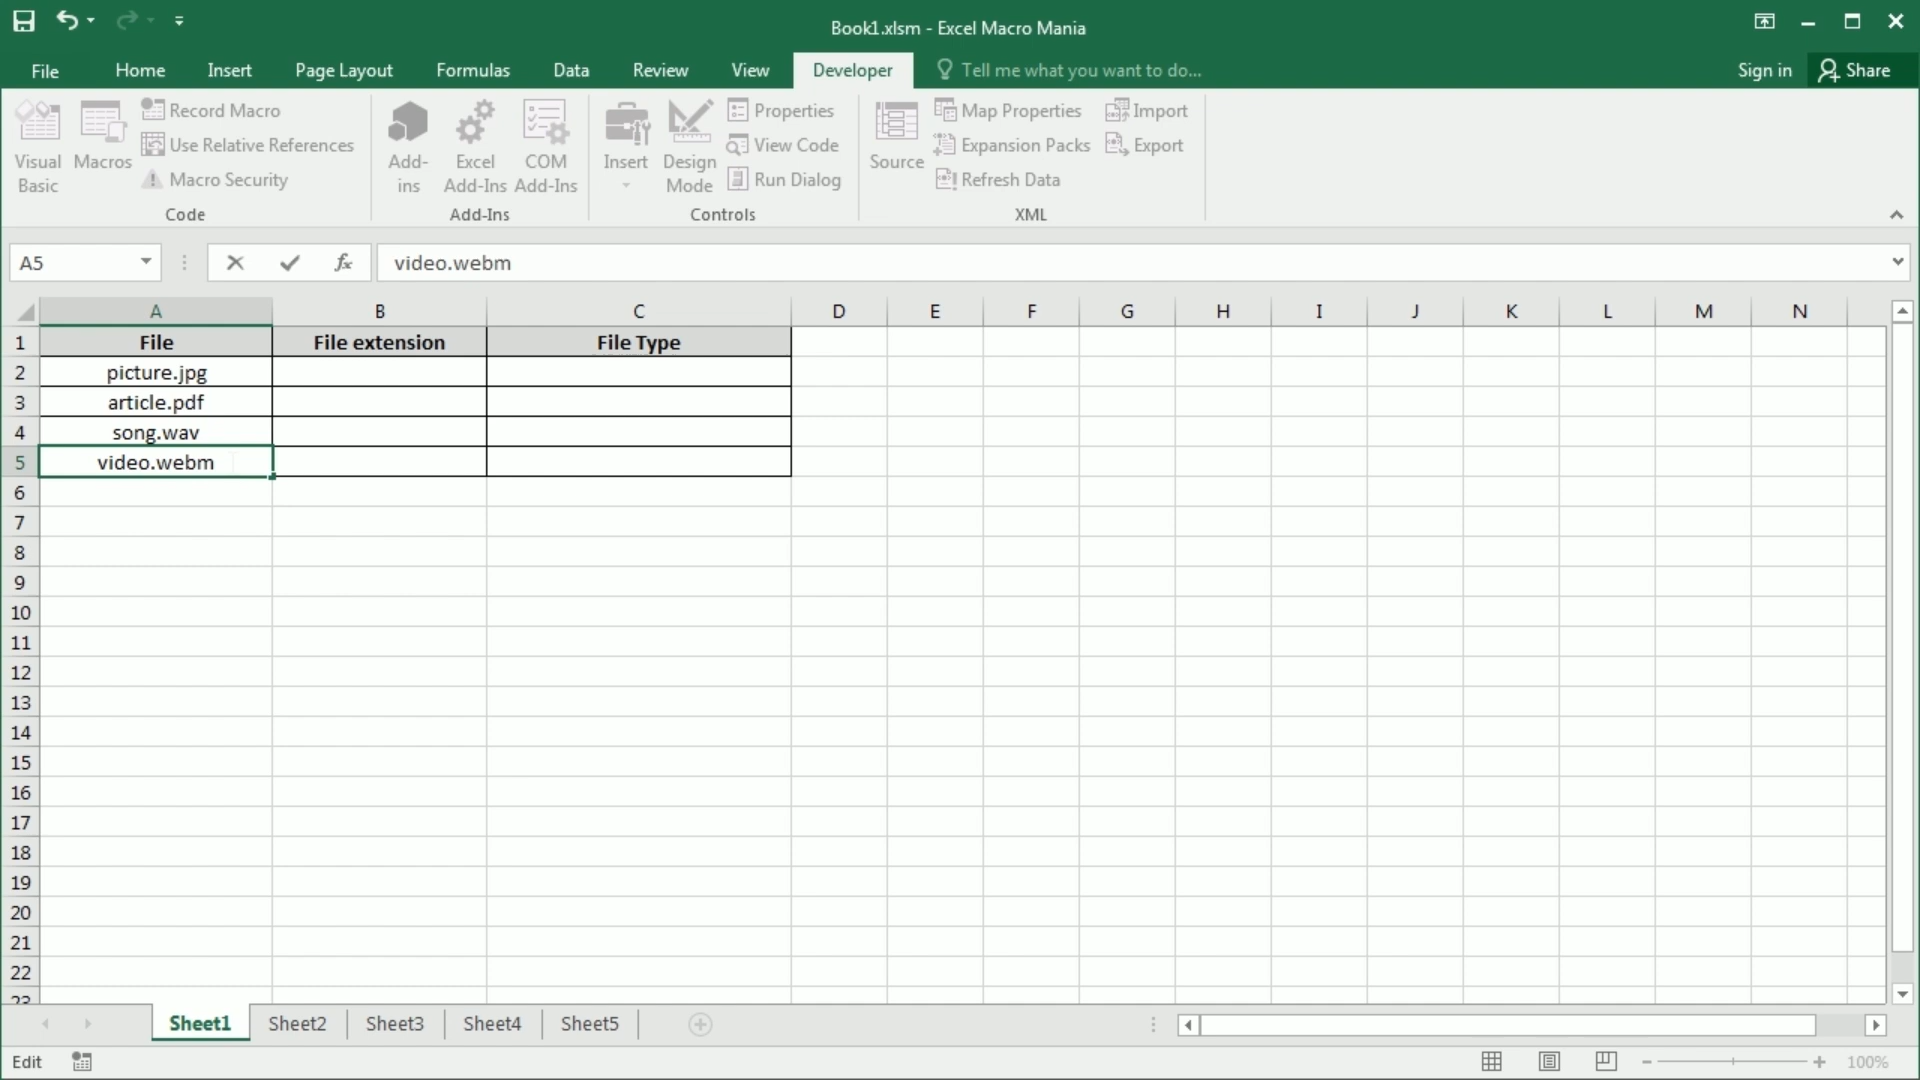 Book1.xlsm - Excel Macro Mania
File Home Insert Page Layout Formulas Data Review View Developer Tell me what you want to do... Sign in Share
Visual Basic
Macros
Record Macro
Use Relative References
Macro Security
Code
Add-ins
Excel Add-Ins
COM Add-Ins
Add-Ins
Insert
Design Mode
Properties
View Code
Run Dialog
Controls
Source
Map Properties
Expansion Packs
Refresh Data
Import
Export
XML
A5 fx video.webm
A B C D E F G H I J K L M N
1 File File extension File Type
2 picture.jpg
3 article.pdf
4 song.wav
5 video.webm
6
7
8
9
10
11
12
13
14
15
16
17
18
19
20
21
22
23
Sheet1 Sheet2 Sheet3 Sheet4 Sheet5
Edit 100%